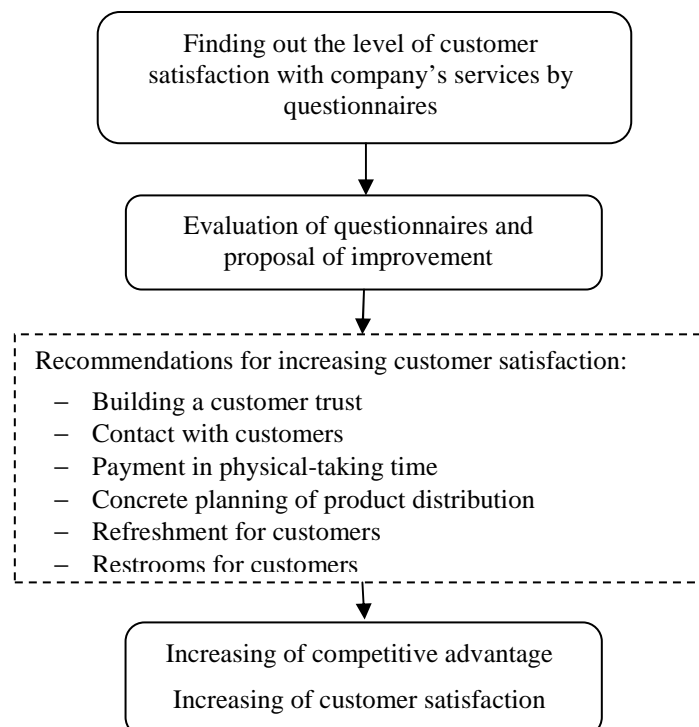 Finding out the level of customer
satisfaction with company’s services by
questionnaires
Evaluation of questionnaires and
proposal of improvement
Recommendations for increasing customer satisfaction:
– Building a customer trust
– Contact with customers
– Payment in physical-taking time
– Concrete planning of product distribution
– Refreshment for customers
– Restrooms for customers
Increasing of competitive advantage
Increasing of customer satisfaction